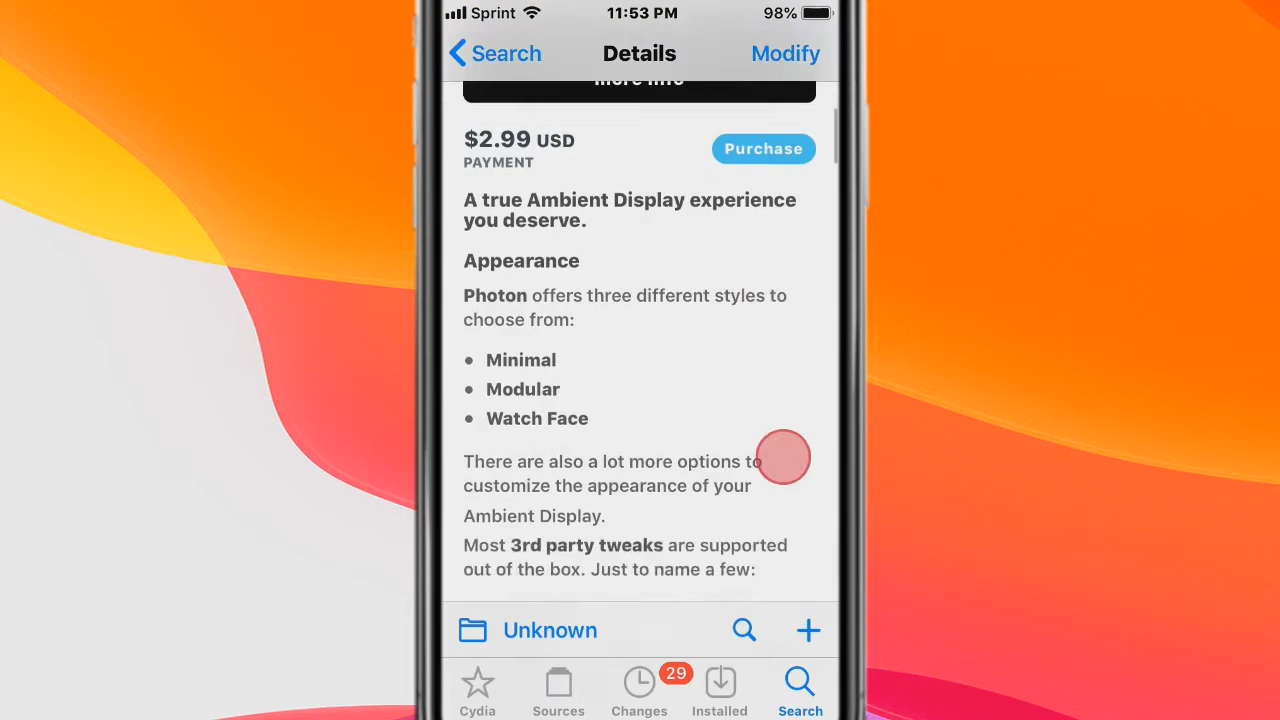 Sprint 11:53 PM 98%
Search Details Modify
more info
$2.99 USD
PAYMENT
Purchase
A true Ambient Display experience
you deserve.
Appearance
Photon offers three different styles to
choose from:
• Minimal
• Modular
• Watch Face
There are also a lot more options to
customize the appearance of your
Ambient Display.
Most 3rd party tweaks are supported
out of the box. Just to name a few:
Unknown
29
Cydia Sources Changes Installed Search